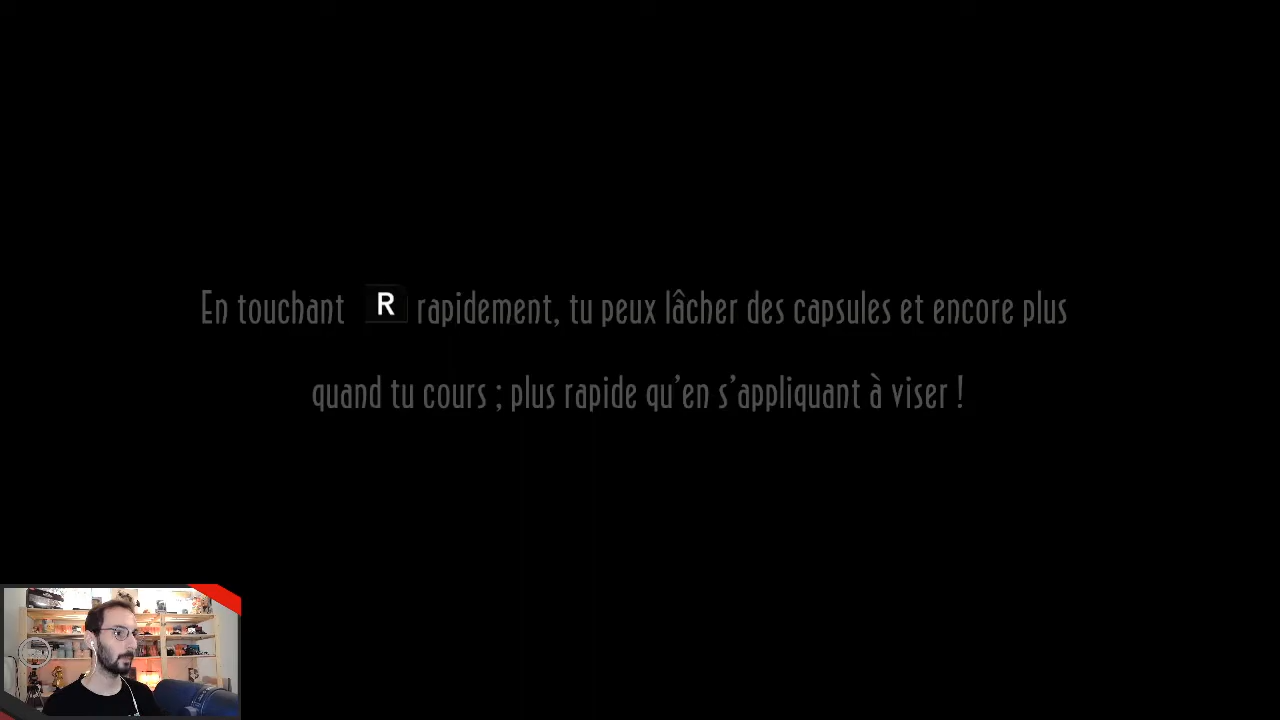 En touchant R rapidement, tu peux lâcher des capsules et encore plus
quand tu cours ; plus rapide qu’en s’appliquant à viser !